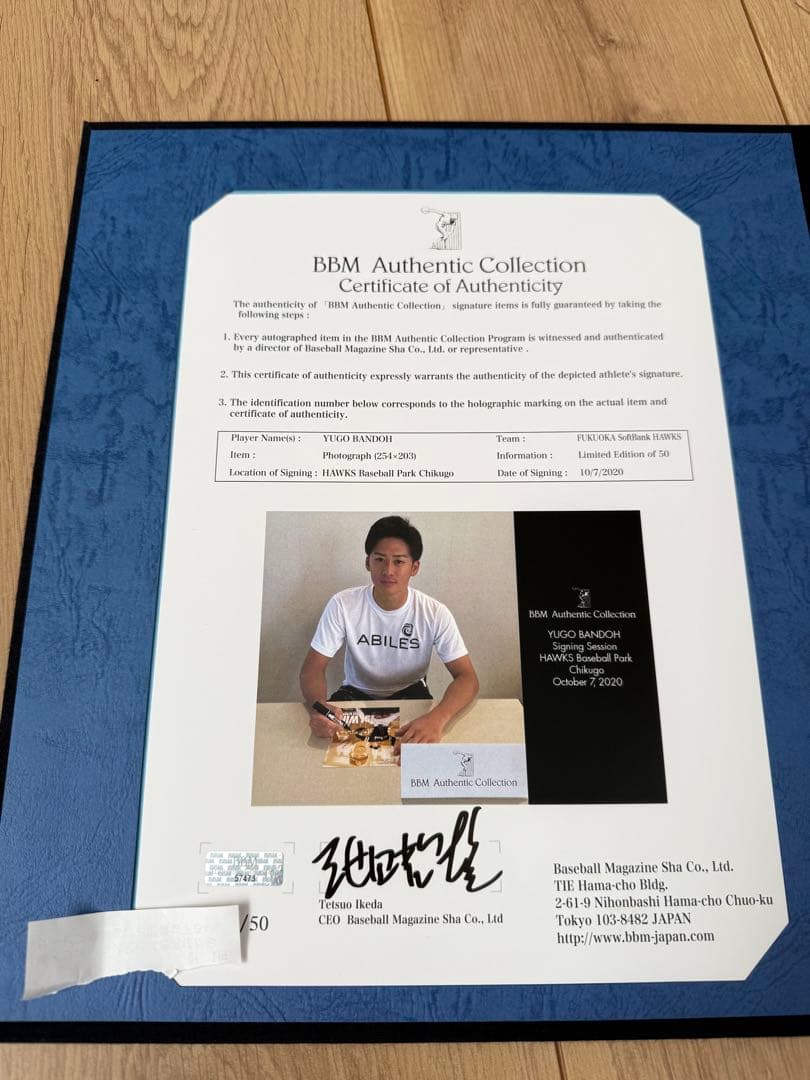 BBM Authentic Collection
Certificate of Authenticity
The authenticity of 「BBM Authentic Collection」 signature items is fully guaranteed by taking the
following steps :
1. Every autographed item in the BBM Authentic Collection Program is witnessed and authenticated
by a director of Baseball Magazine Sha Co., Ltd. or representative .
2. This certificate of authenticity expressly warrants the authenticity of the depicted athlete's signature.
3. The identification number below corresponds to the holographic marking on the actual item and
certificate of authenticity.
Player Name(s) : YUGO BANDOH Team : FUKUOKA SoftBank HAWKS
Item : Photograph (254×203) Information : Limited Edition of 50
Location of Signing : HAWKS Baseball Park Chikugo Date of Signing : 10/7/2020
ABILES
BBM Authentic Collection
BBM Authentic Collection
YUGO BANDOH
Signing Session
HAWKS Baseball Park
Chikugo
October 7, 2020
57473
/50
Tetsuo Ikeda
CEO Baseball Magazine Sha Co., Ltd
Baseball Magazine Sha Co., Ltd.
TIE Hama-cho Bldg.
2-61-9 Nihonbashi Hama-cho Chuo-ku
Tokyo 103-8482 JAPAN
http://www.bbm-japan.com